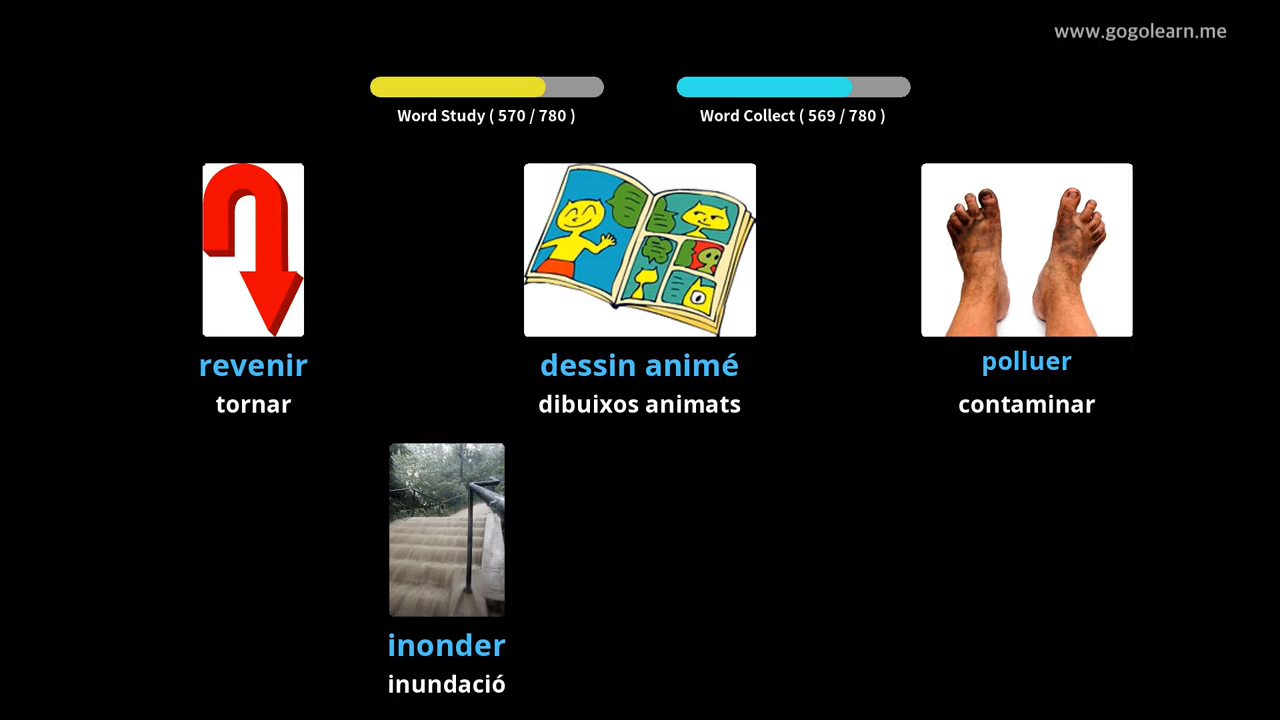 www.gogolearn.me
Word Study ( 570 / 780 )
Word Collect ( 569 / 780 )
revenir
tornar
dessin animé
dibuixos animats
polluer
contaminar
inonder
inundació